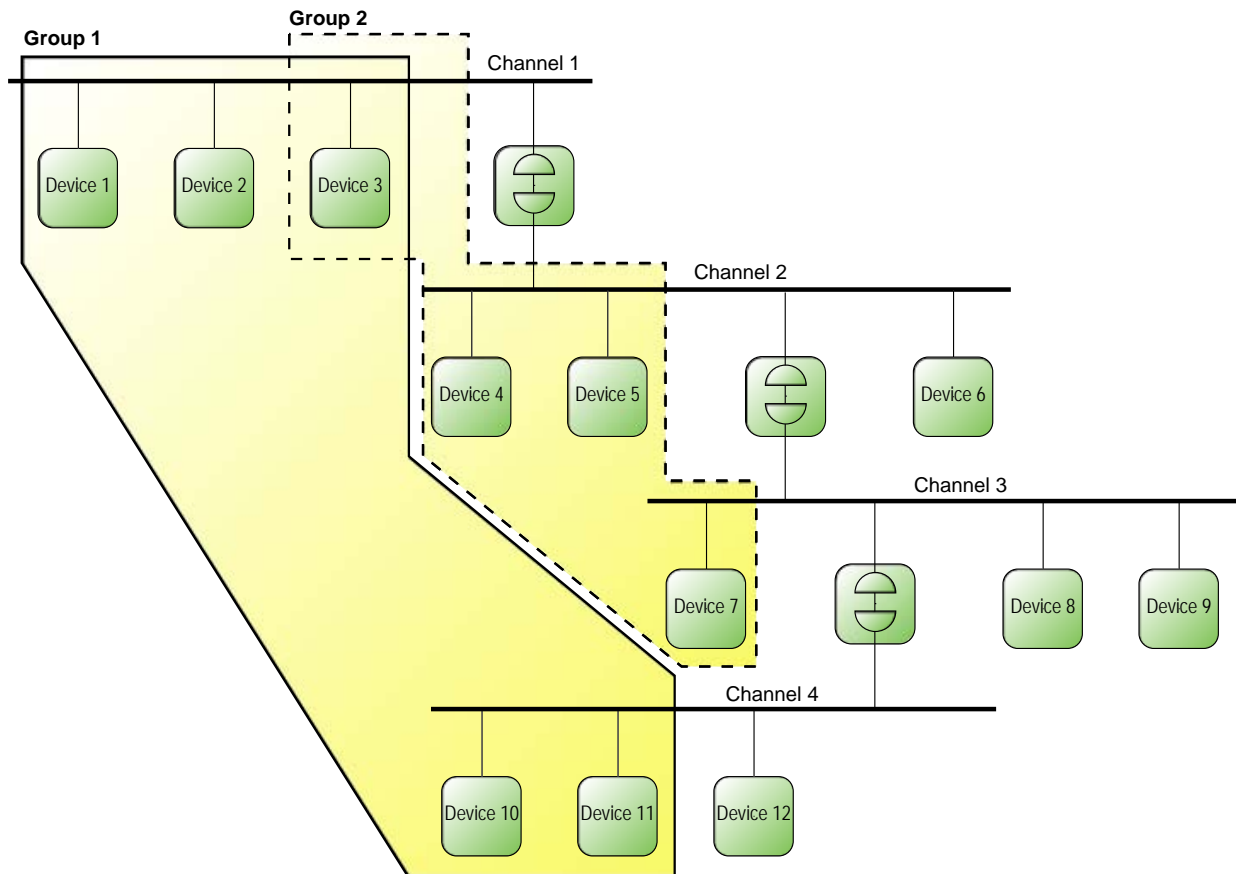 Group 2
Group 1
Channel 1
Device 1
Device 2
Device 3
Channel 2
Device 4
Device 5
Device 6
Channel 3
Device 7
Device 8
Device 9
Channel 4
Device 10
Device 11
Device 12